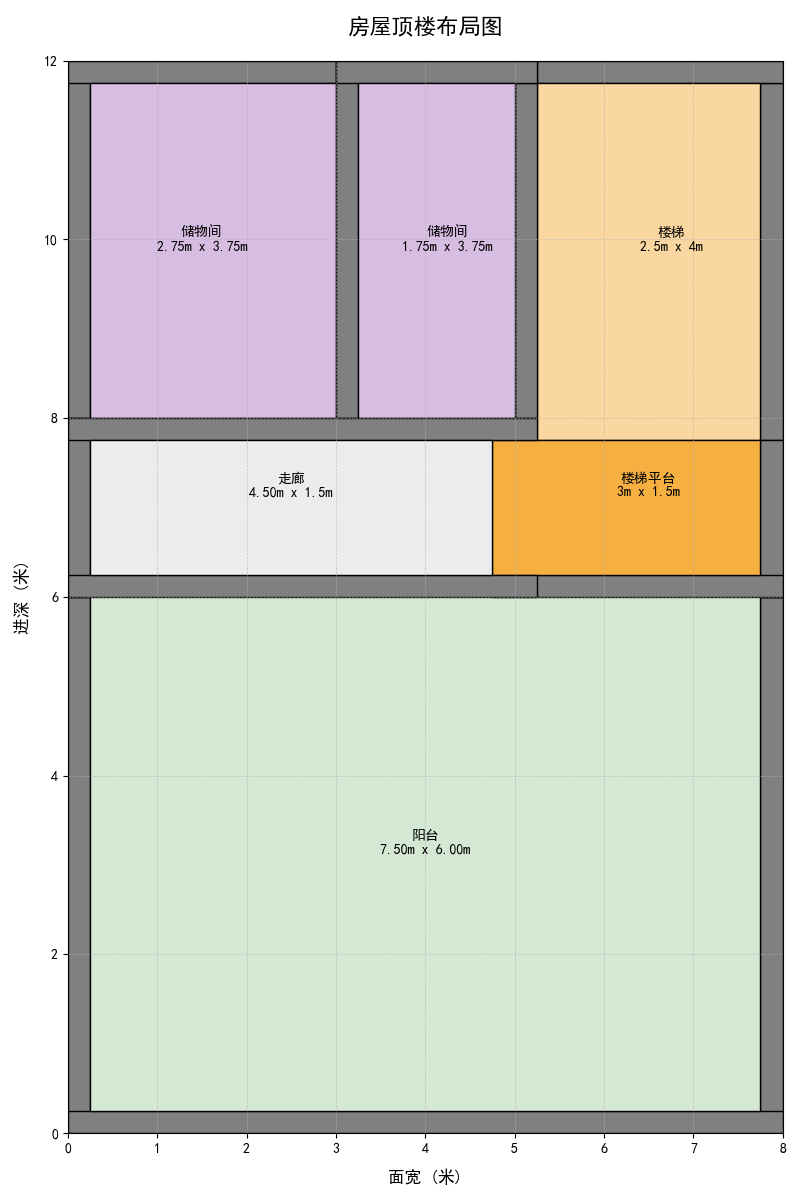 房屋顶楼布局图
12
储物间
2.75m x 3.75m
储物间
1.75m x 3.75m
楼梯
2.5m x 4m
10
8
走廊
4.50m x 1.5m
楼梯平台
3m x 1.5m
6
进深 (米)
4
阳台
7.50m x 6.00m
2
0
0 1 2 3 4 5 6 7 8
面宽 (米)